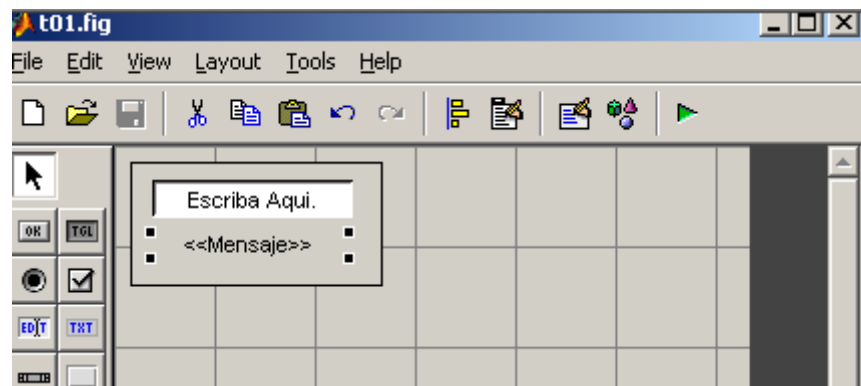 t01.fig
File Edit View Layout Tools Help
Escriba Aqui.
<<Mensaje>>
OK TGL
EDIT TXT